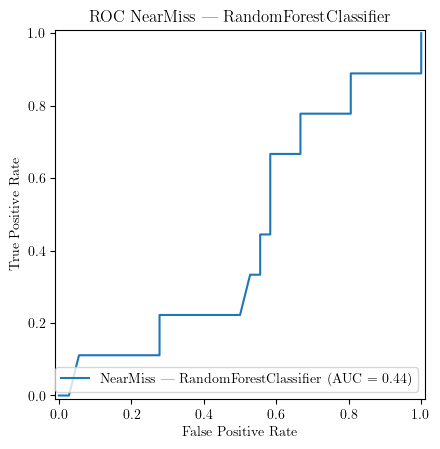 ROC NearMiss — RandomForestClassifier
1.0
0.8
0.6
0.4
0.2
0.0
True Positive Rate
NearMiss — RandomForestClassifier (AUC = 0.44)
0.0 0.2 0.4 0.6 0.8 1.0
False Positive Rate